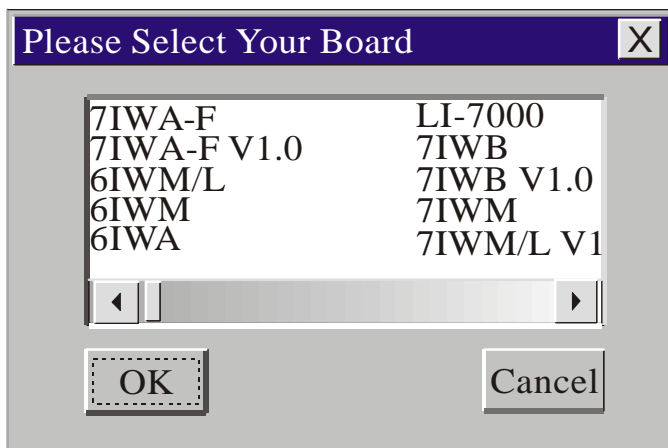 Please Select Your Board X
7IWA-F LI-7000
7IWA-F V1.0 7IWB
6IWM/L 7IWB V1.0
6IWM 7IWM
6IWA 7IWM/L V1
OK Cancel